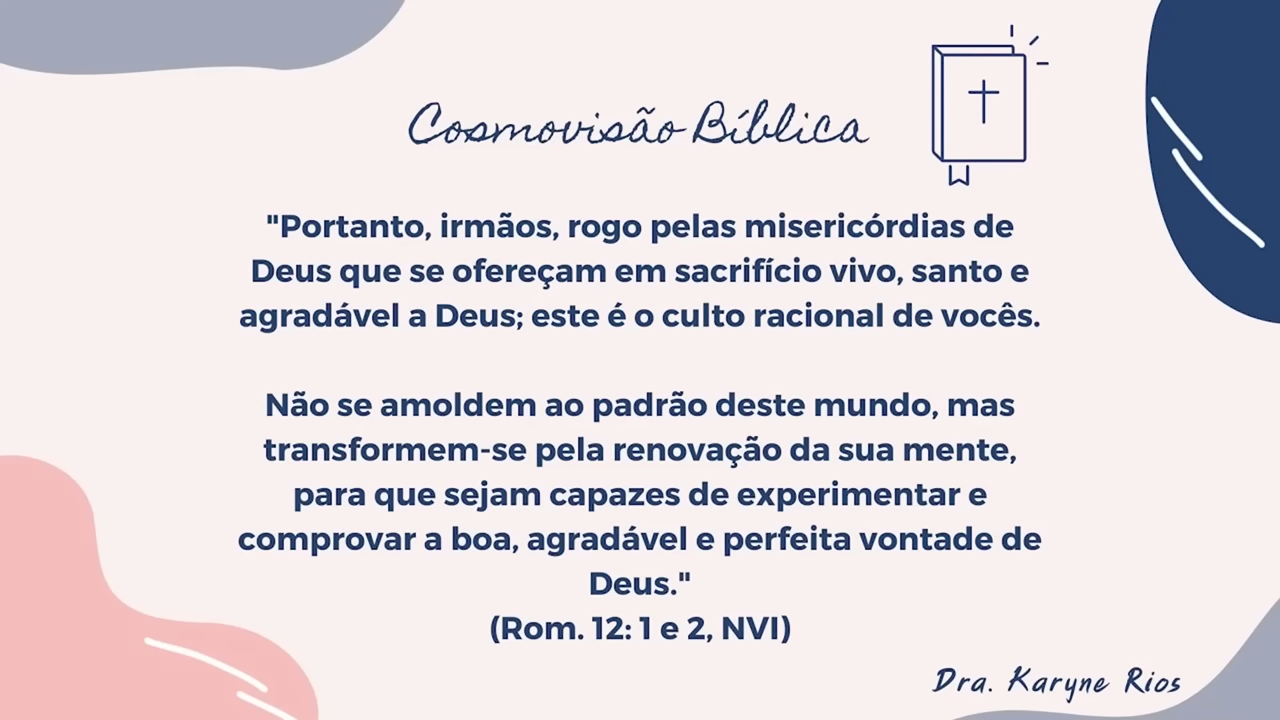 Cosmovisão Bíblica
"Portanto, irmãos, rogo pelas misericórdias de
Deus que se ofereçam em sacrifício vivo, santo e
agradável a Deus; este é o culto racional de vocês.
Não se amoldem ao padrão deste mundo, mas
transformem-se pela renovação da sua mente,
para que sejam capazes de experimentar e
comprovar a boa, agradável e perfeita vontade de
Deus."
(Rom. 12: 1 e 2, NVI)
Dra. Karyne Rios